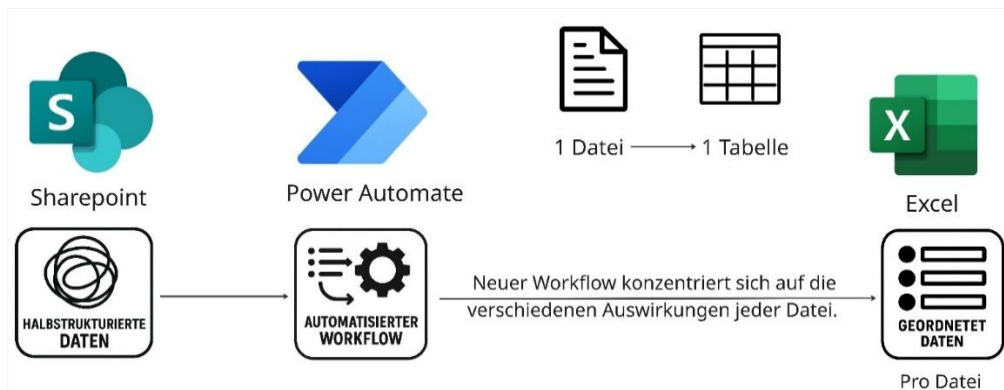 S
Sharepoint
Power Automate
1 Datei
1 Tabelle
X
Excel
HALBSTRUKTURIERTE
DATEN
AUTOMATISIERTER
WORKFLOW
Neuer Workflow konzentriert sich auf die
verschiedenen Auswirkungen jeder Datei.
GEORDNETET
DATEN
Pro Datei